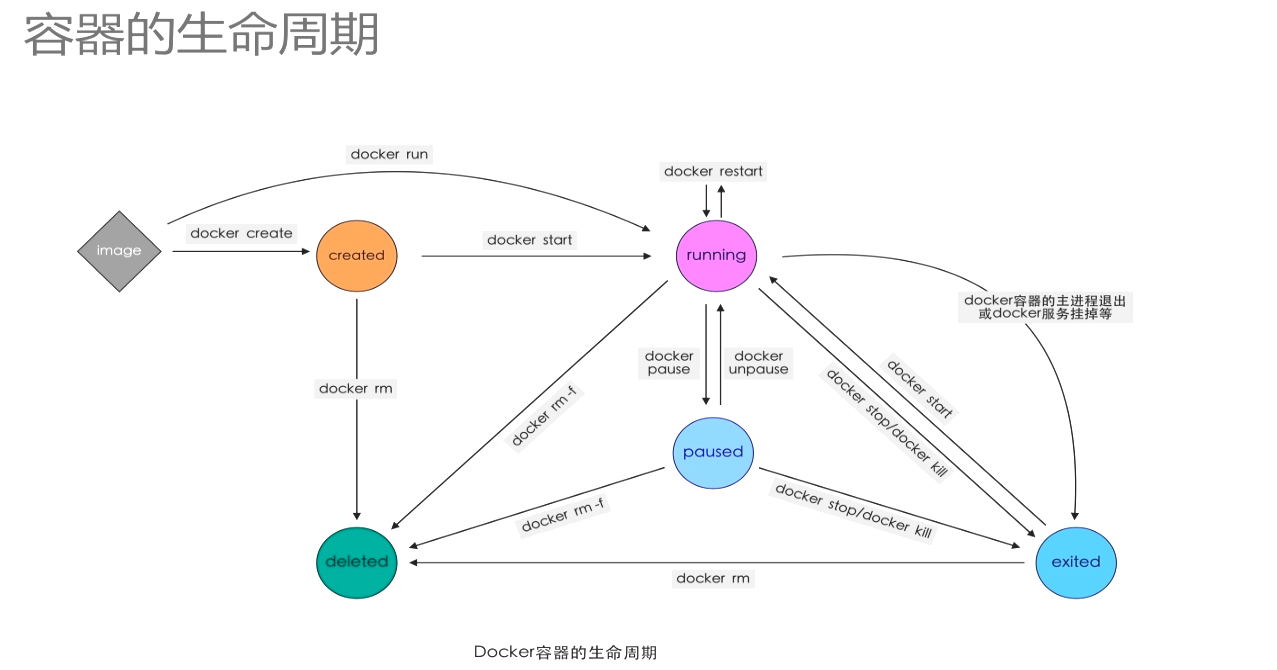 容器的生命周期
docker run
docker restart
docker create
docker start
image
created
running
docker容器的主进程退出
或docker服务挂掉等
docker
pause
docker
unpause
docker rm
docker rm -f
docker start
docker stop/docker kill
paused
docker rm -f
docker stop/docker kill
deleted
exited
docker rm
Docker容器的生命周期